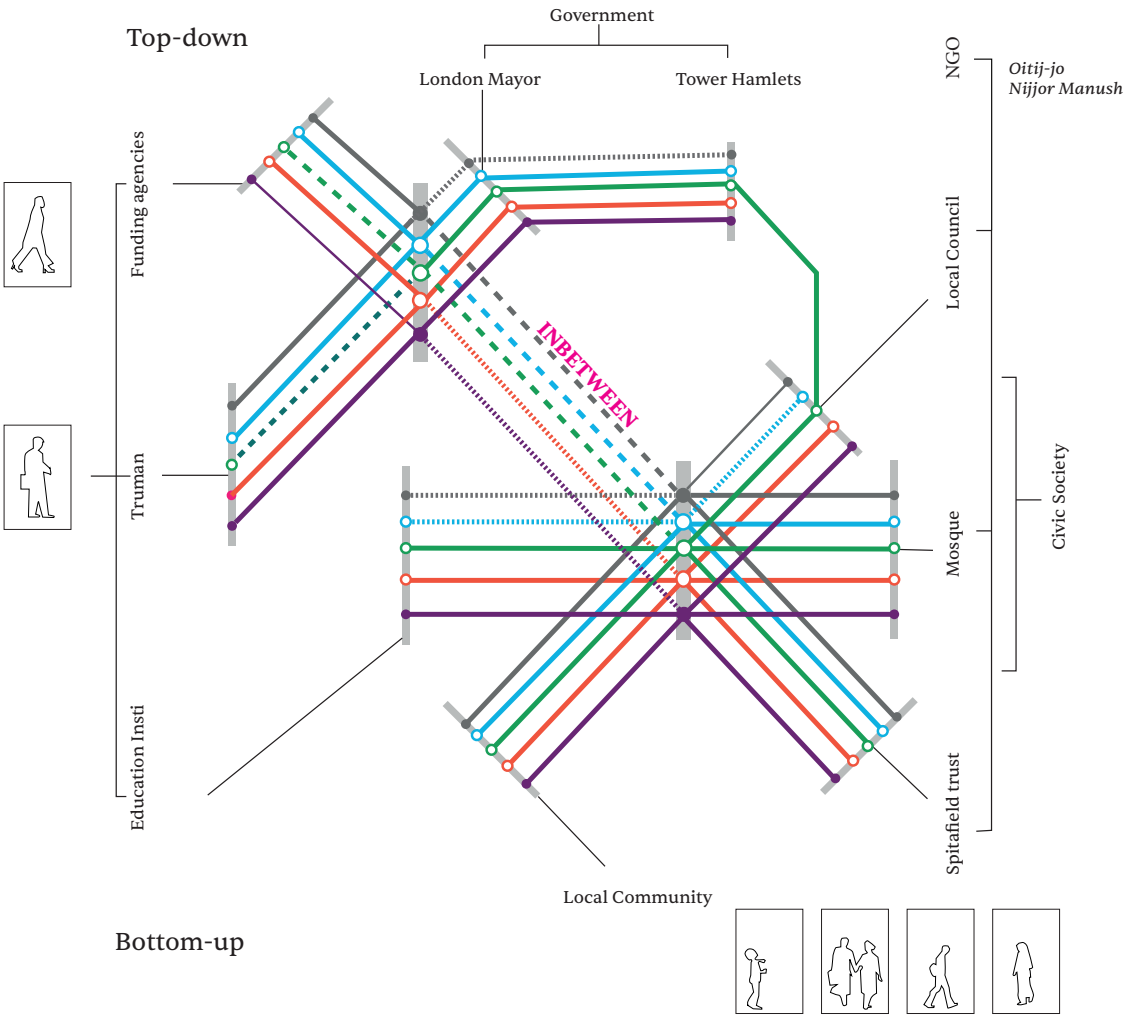 Government
Top-down
London Mayor
Tower Hamlets
NGO
Oitij-jo
Nijjor Manush
Funding agencies
Local Council
INBETWEEN
Truman
Civic Society
Mosque
Education Insti
Spitafield trust
Local Community
Bottom-up